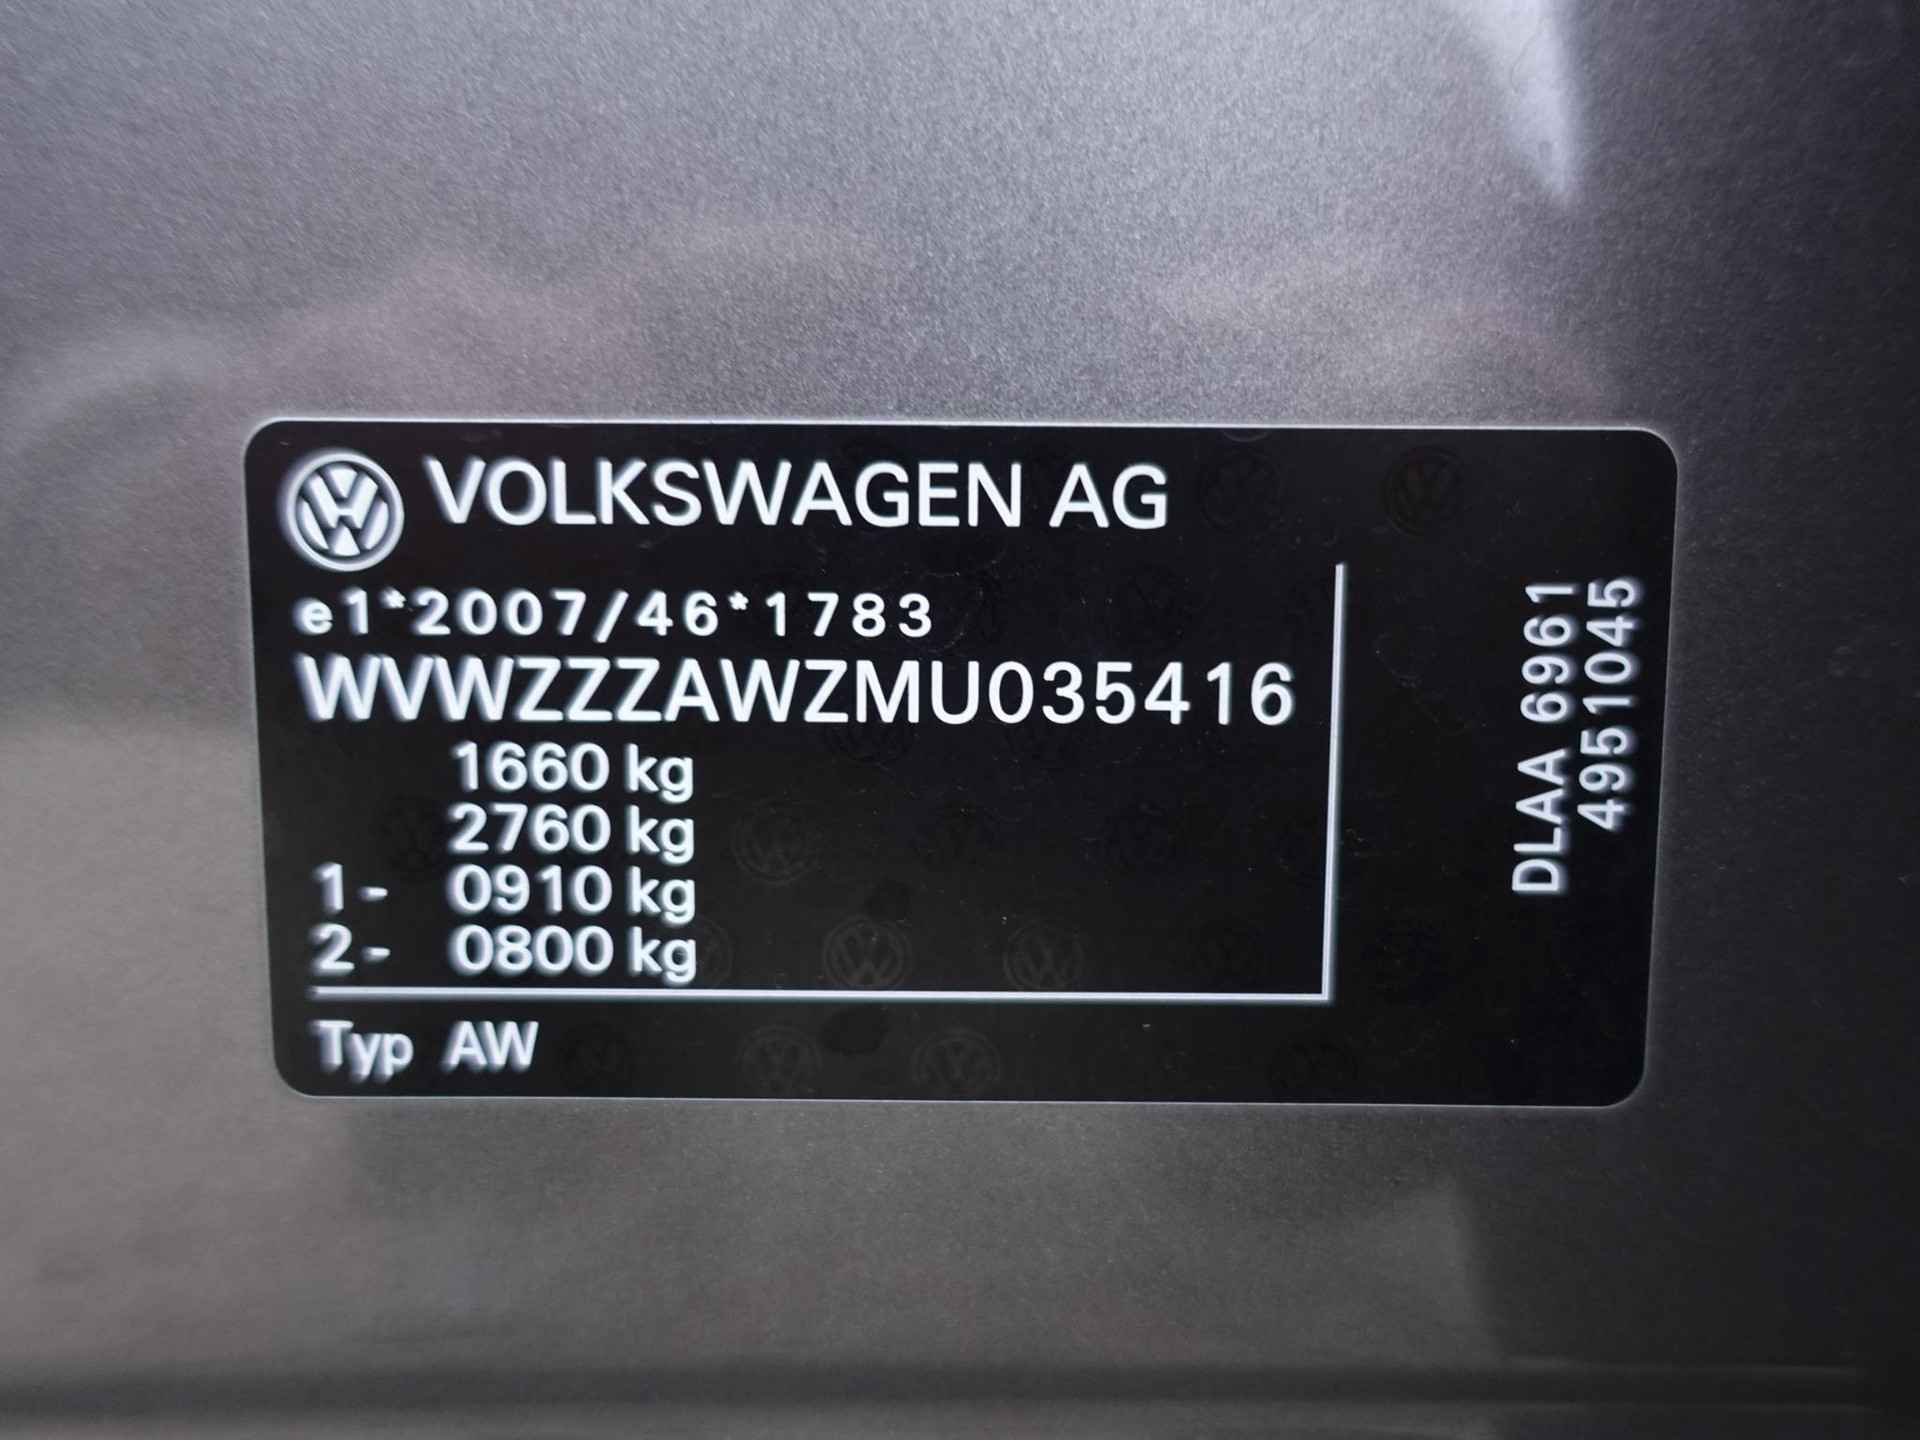 VOLKSWAGEN AG
e1*2007/46*1783
WVWZZZAWZMU035416
1660 kg
2760 kg
1- 0910 kg
2- 0800 kg
Typ AW
DLAA 6961
4951045